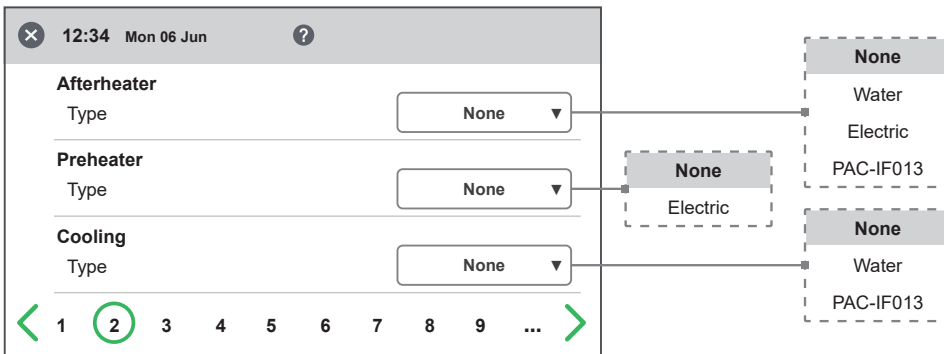 12:34 Mon 06 Jun ?
Afterheater
Type None ▼
Preheater
Type None ▼
Cooling
Type None ▼
1 2 3 4 5 6 7 8 9 ...
None
Water
Electric
PAC-IF013
None
Electric
None
Water
PAC-IF013